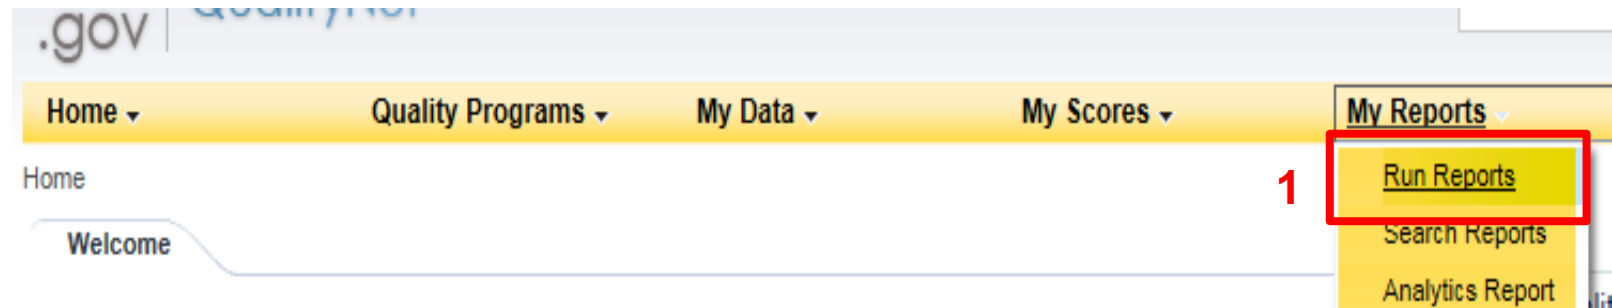 .gov QualityNet
Home Quality Programs My Data My Scores My Reports
Home
1 Run Reports
Welcome
Search Reports
Analytics Report